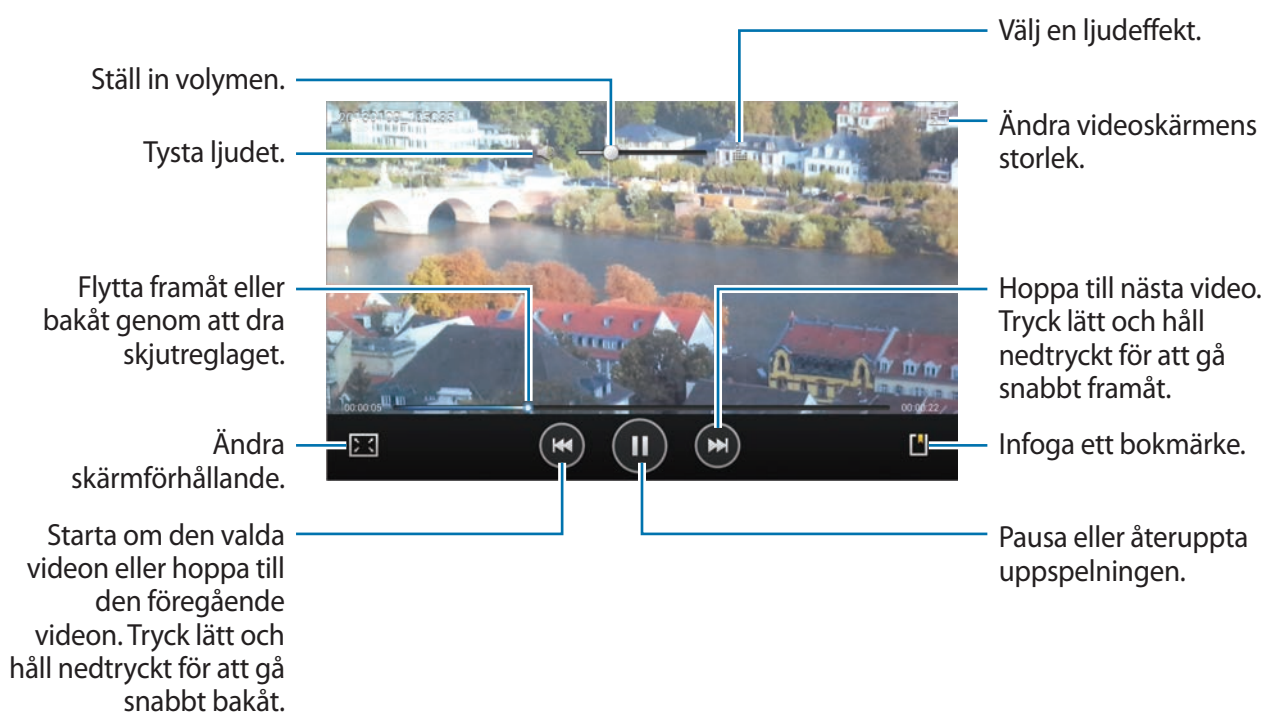 Välj en ljudeffekt.
Ställ in volymen.
Ändra videoskärmens
storlek.
Tysta ljudet.
Flytta framåt eller
bakåt genom att dra
skjutreglaget.
Hoppa till nästa video.
Tryck lätt och håll
nedtryckt för att gå
snabbt framåt.
00:00:05
00:00:22
Ändra
skärmförhållande.
Infoga ett bokmärke.
Starta om den valda
videon eller hoppa till
den föregående
videon. Tryck lätt och
håll nedtryckt för att gå
snabbt bakåt.
Pausa eller återuppta
uppspelningen.